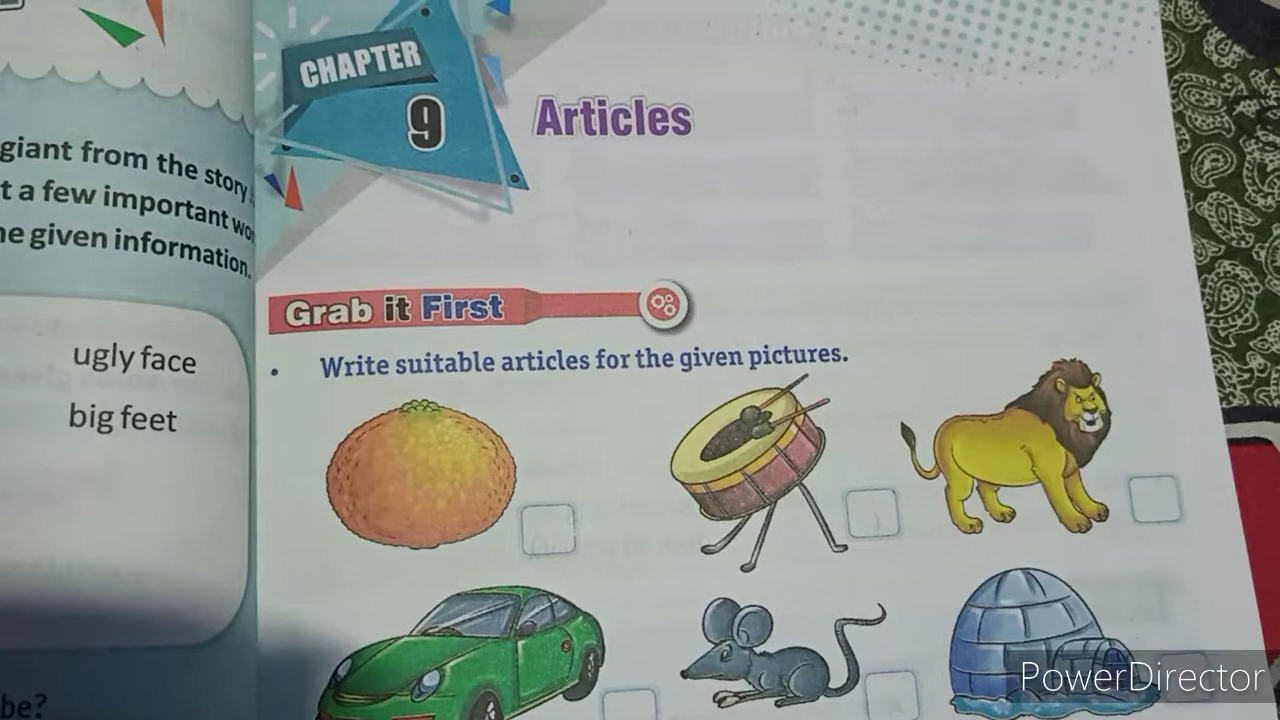 giant from the story
t a few important
he given information.
ugly face
big feet
be?
CHAPTER
9
Articles
Grab it First
• Write suitable articles for the given pictures.
PowerDirector